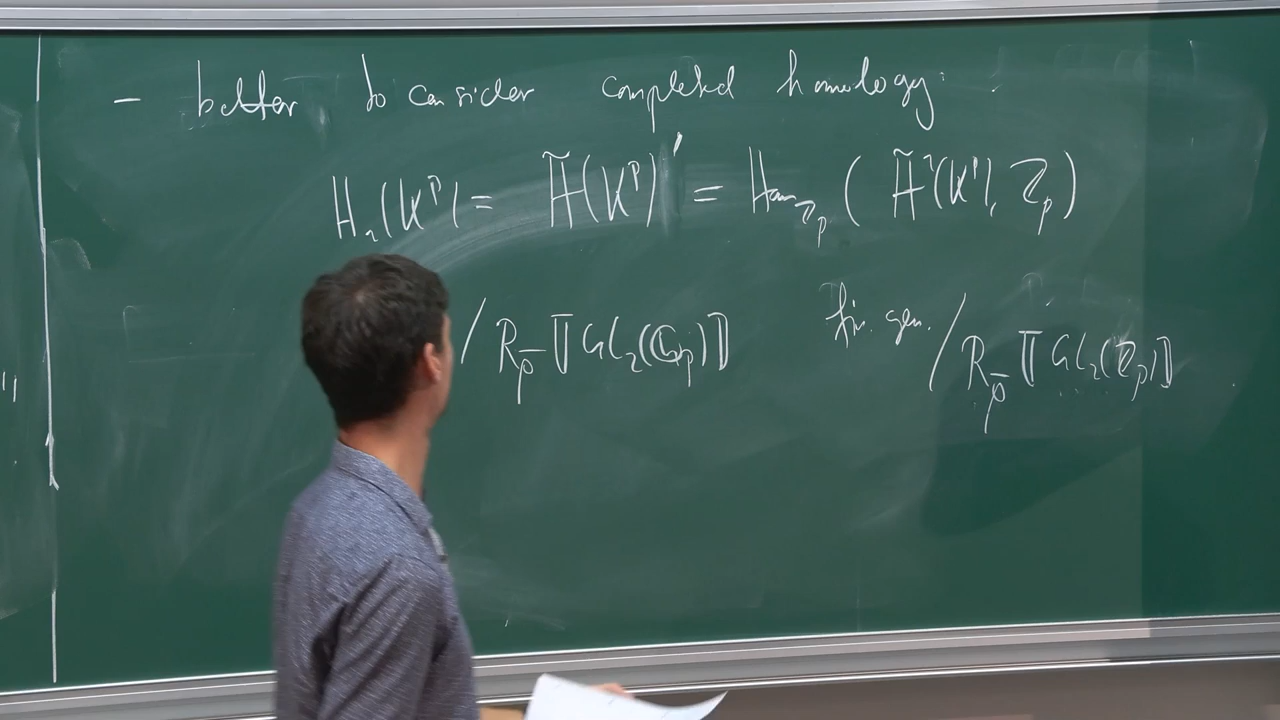 - better to consider completed homology:
H_1(K^p) = H̃(K^p)' = Hom_{ℤ_p}( H̃^1(K^p), ℤ_p)
/ R_ρ̄ ⟦GL_2(ℚ_p)⟧ fin. gen. / R_ρ̄ ⟦GL_2(ℤ_p)⟧